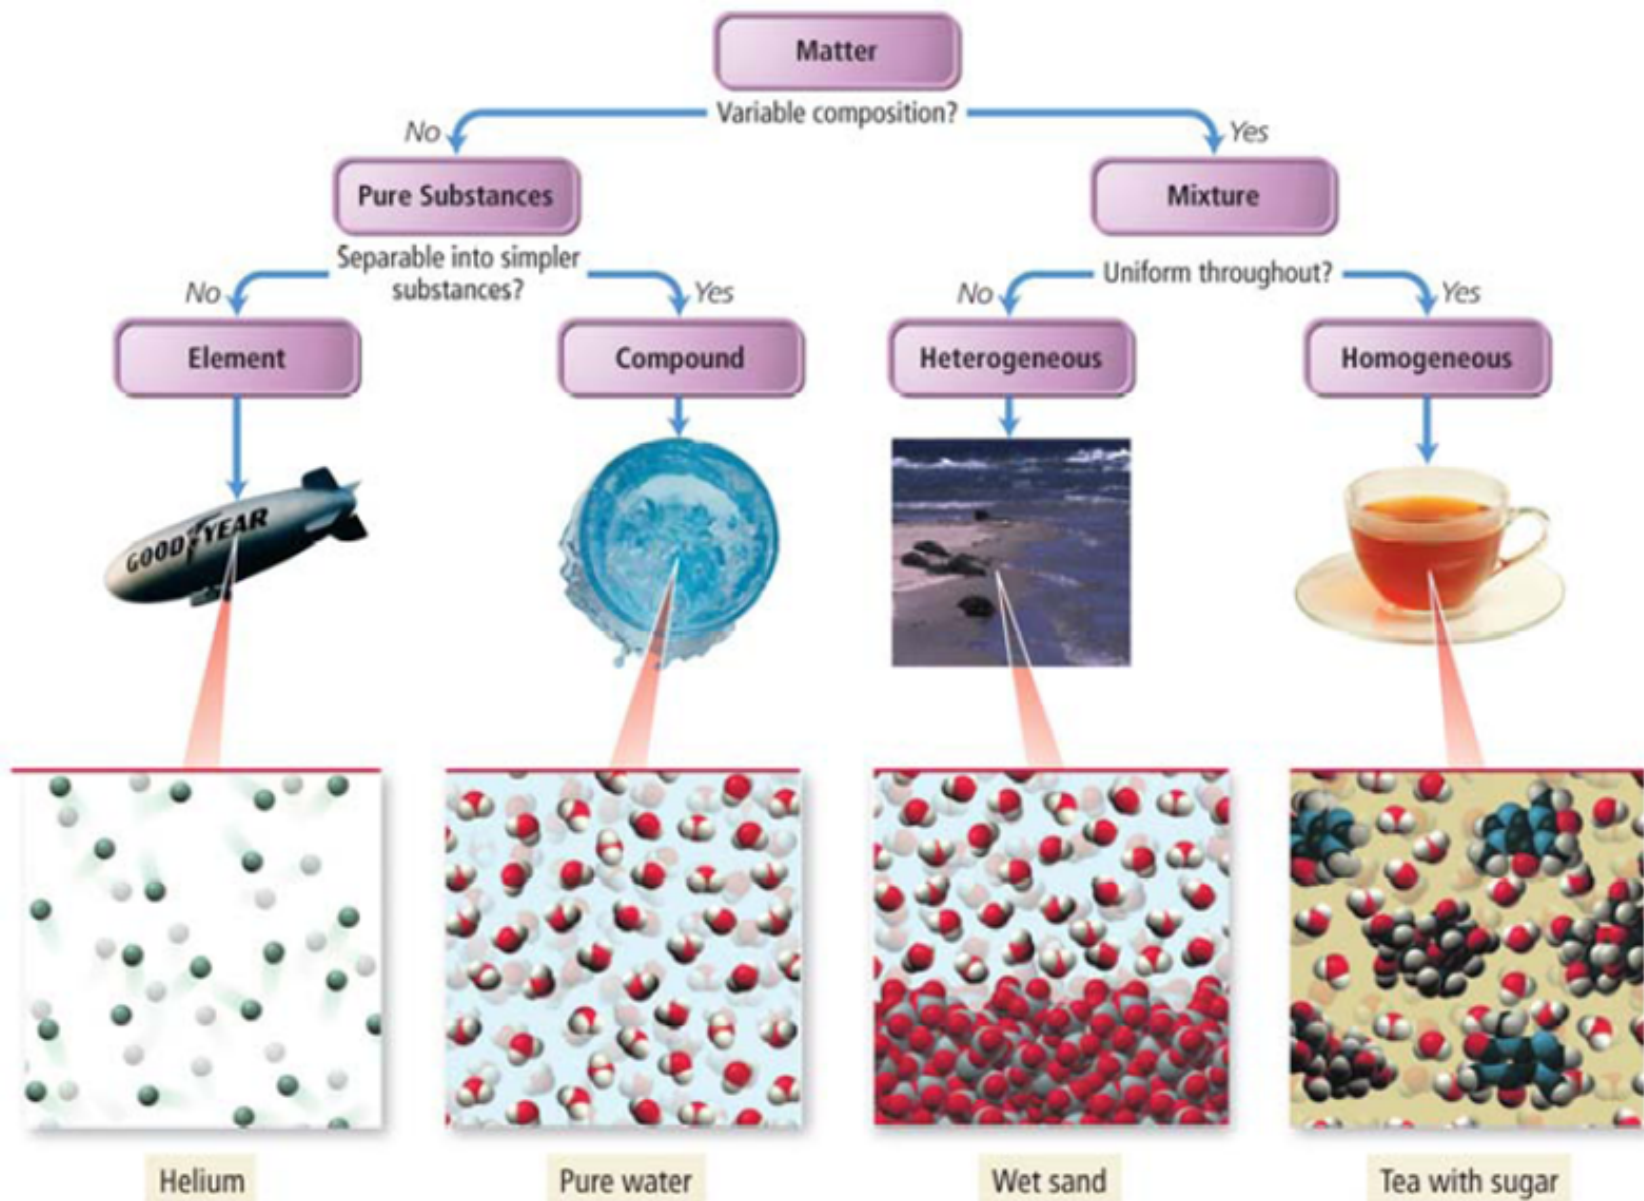 Matter
Variable composition?
No
Yes
Pure Substances
Mixture
Separable into simpler
substances?
Uniform throughout?
No
Yes
No
Yes
Element
Compound
Heterogeneous
Homogeneous
GOODYEAR
Helium
Pure water
Wet sand
Tea with sugar